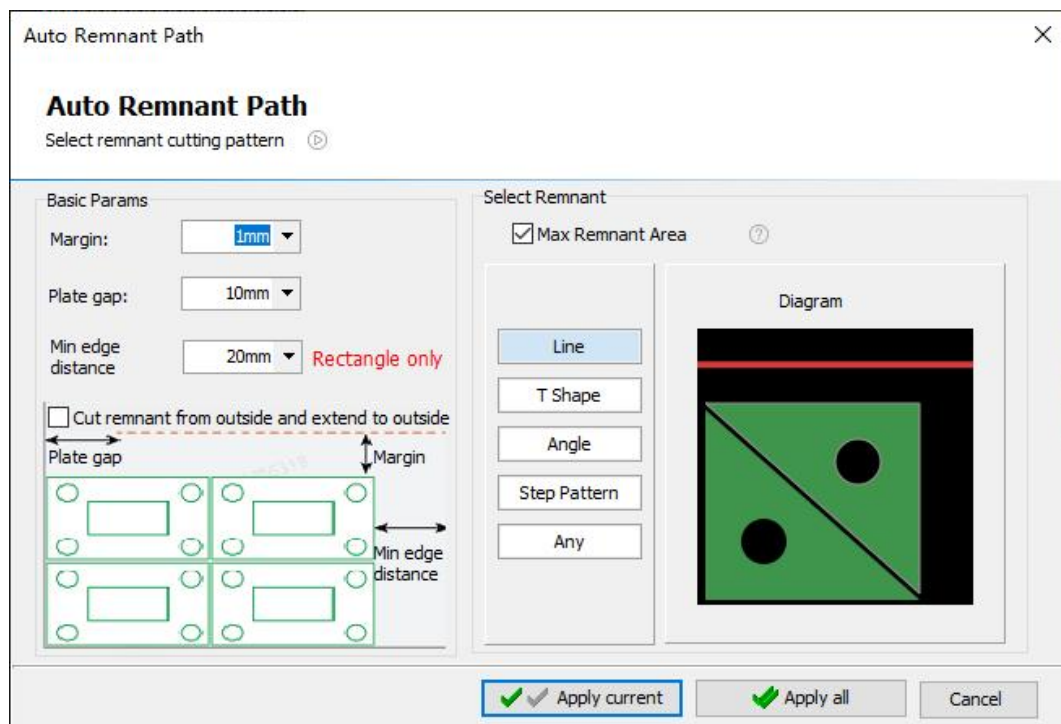 Auto Remnant Path
Auto Remnant Path
Select remnant cutting pattern
Basic Params
Margin:
1mm
Plate gap:
10mm
Min edge
distance
20mm
Rectangle only
Cut remnant from outside and extend to outside
Plate gap
Margin
Min edge
distance
Select Remnant
Max Remnant Area
?
Line
T Shape
Angle
Step Pattern
Any
Diagram
Apply current
Apply all
Cancel